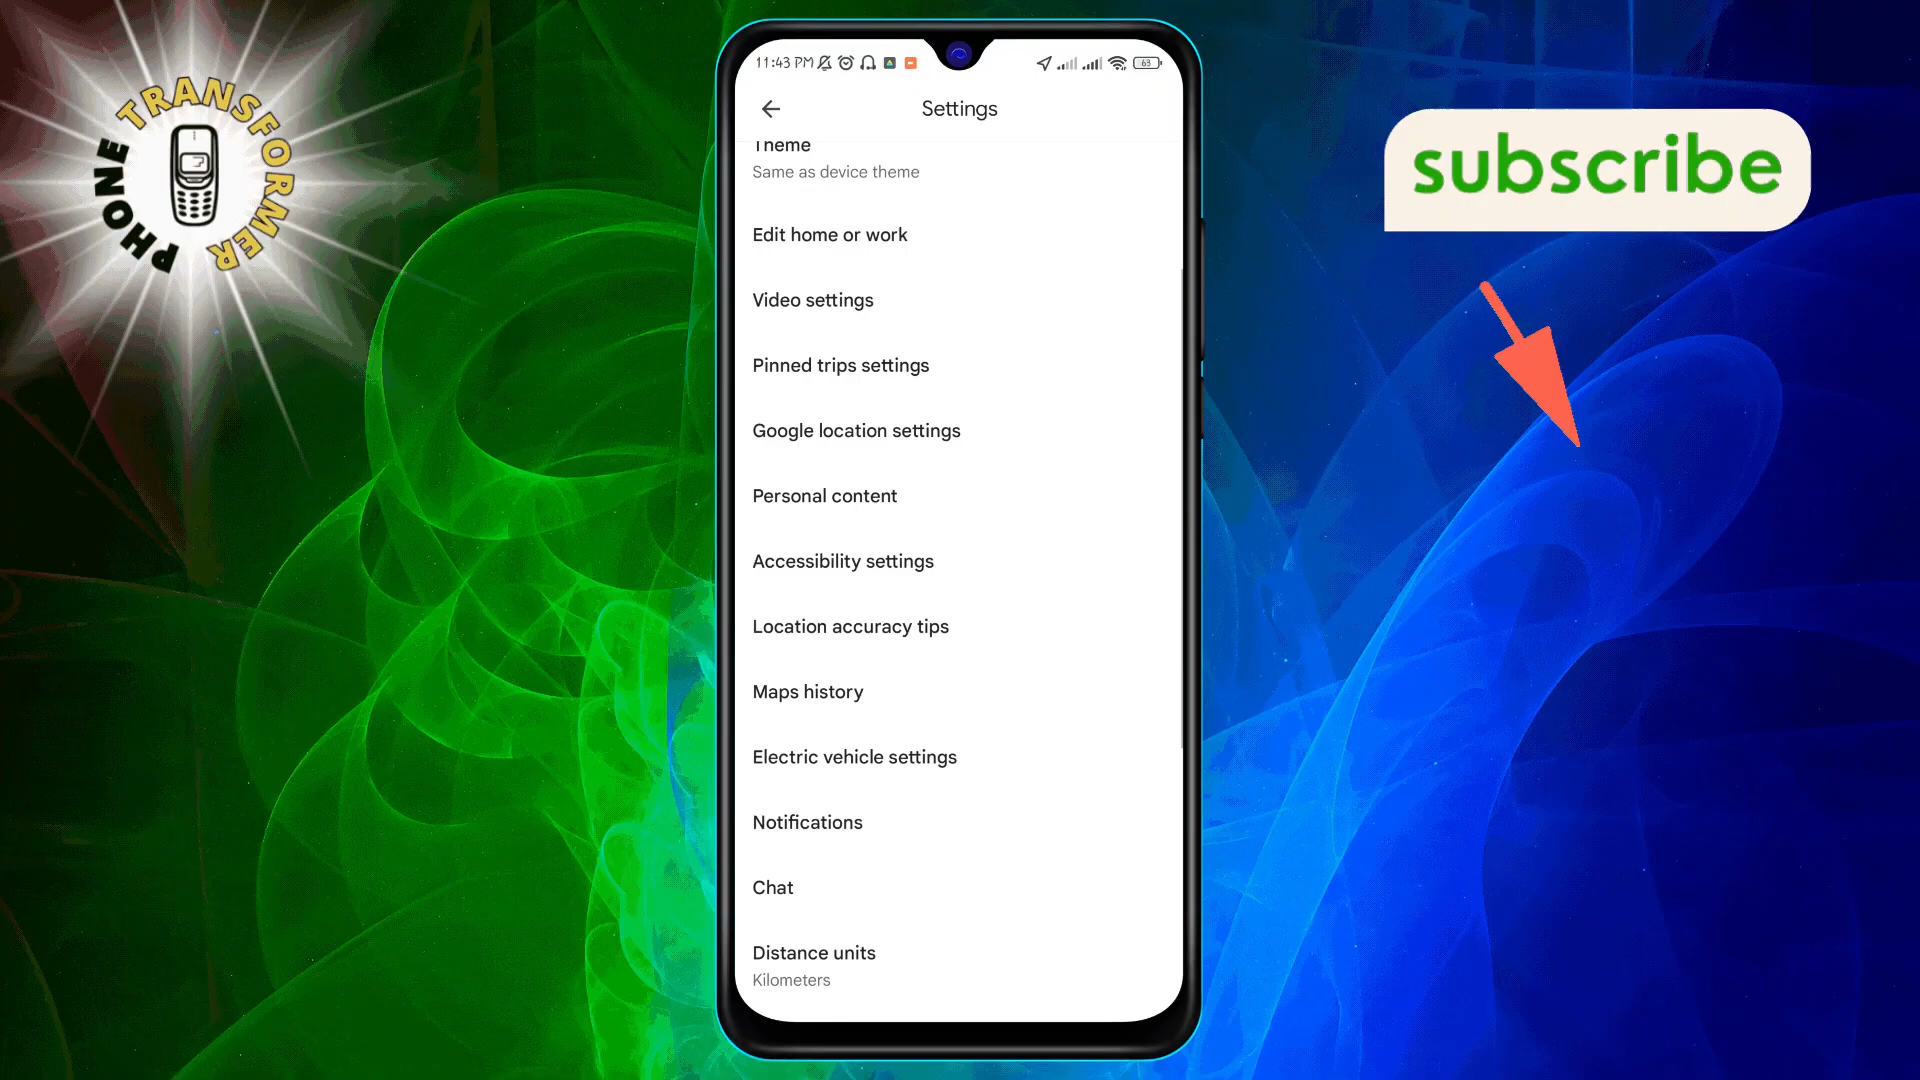 PHONE TRANSFORMER
11:43 PM
63
Settings
Theme
Same as device theme
Edit home or work
Video settings
Pinned trips settings
Google location settings
Personal content
Accessibility settings
Location accuracy tips
Maps history
Electric vehicle settings
Notifications
Chat
Distance units
Kilometers
subscribe